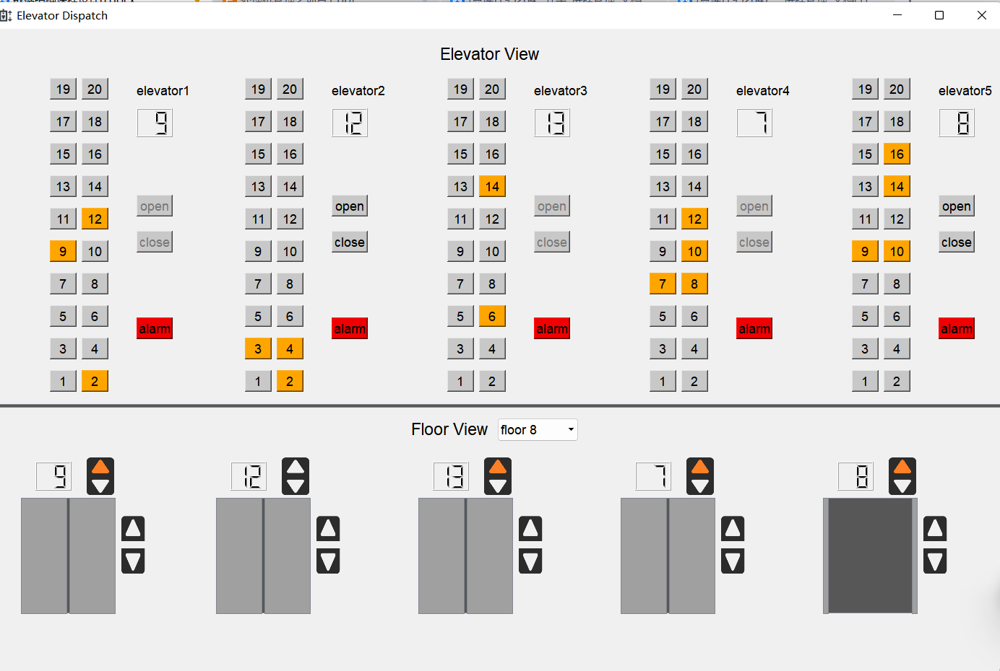 Elevator Dispatch
Elevator View
19 20 elevator1 19 20 elevator2 19 20 elevator3 19 20 elevator4 19 20 elevator5
17 18 9 17 18 12 17 18 13 17 18 7 17 18 8
15 16 15 16 15 16 15 16 15 16
13 14 13 14 13 14 13 14 13 14
open open open open open
11 12 11 12 11 12 11 12 11 12
close close close close close
9 10 9 10 9 10 9 10 9 10
7 8 7 8 7 8 7 8 7 8
5 6 5 6 5 6 5 6 5 6
alarm alarm alarm alarm alarm
3 4 3 4 3 4 3 4 3 4
1 2 1 2 1 2 1 2 1 2
Floor View floor 8
9 12 13 7 8